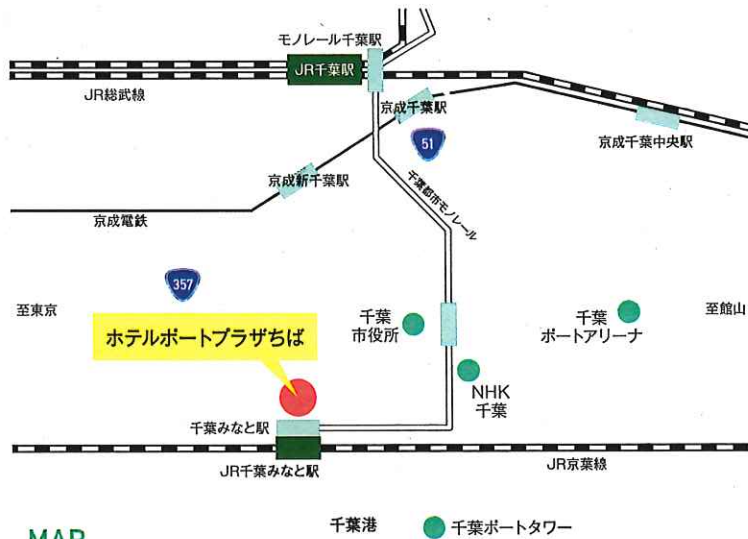 モノレール千葉駅
JR千葉駅
JR総武線
京成千葉駅
51
京成千葉中央駅
京成新千葉駅
千葉都市モノレール
京成電鉄
357
至東京
千葉
市役所
千葉
ポートアリーナ
至館山
ホテルポートプラザちば
NHK
千葉
千葉みなと駅
JR千葉みなと駅
JR京葉線
千葉港
千葉ポートタワー
MAP